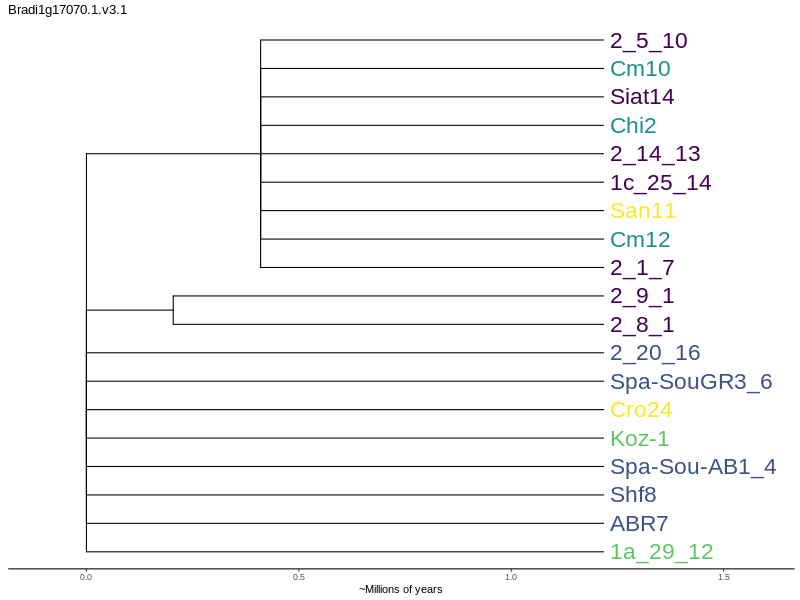 Bradi1g17070.1.v3.1
2_5_10
Cm10
Siat14
Chi2
2_14_13
1c_25_14
San11
Cm12
2_1_7
2_9_1
2_8_1
2_20_16
Spa-SouGR3_6
Cro24
Koz-1
Spa-Sou-AB1_4
Shf8
ABR7
1a_29_12
0.0 0.5 1.0 1.5
~Millions of years